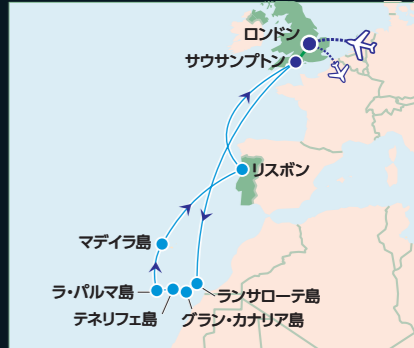 ロンドン
サウサンプトン
リスボン
マデイラ島
ラ・パルマ島
ランサローテ島
テネリフェ島
グラン・カナリア島